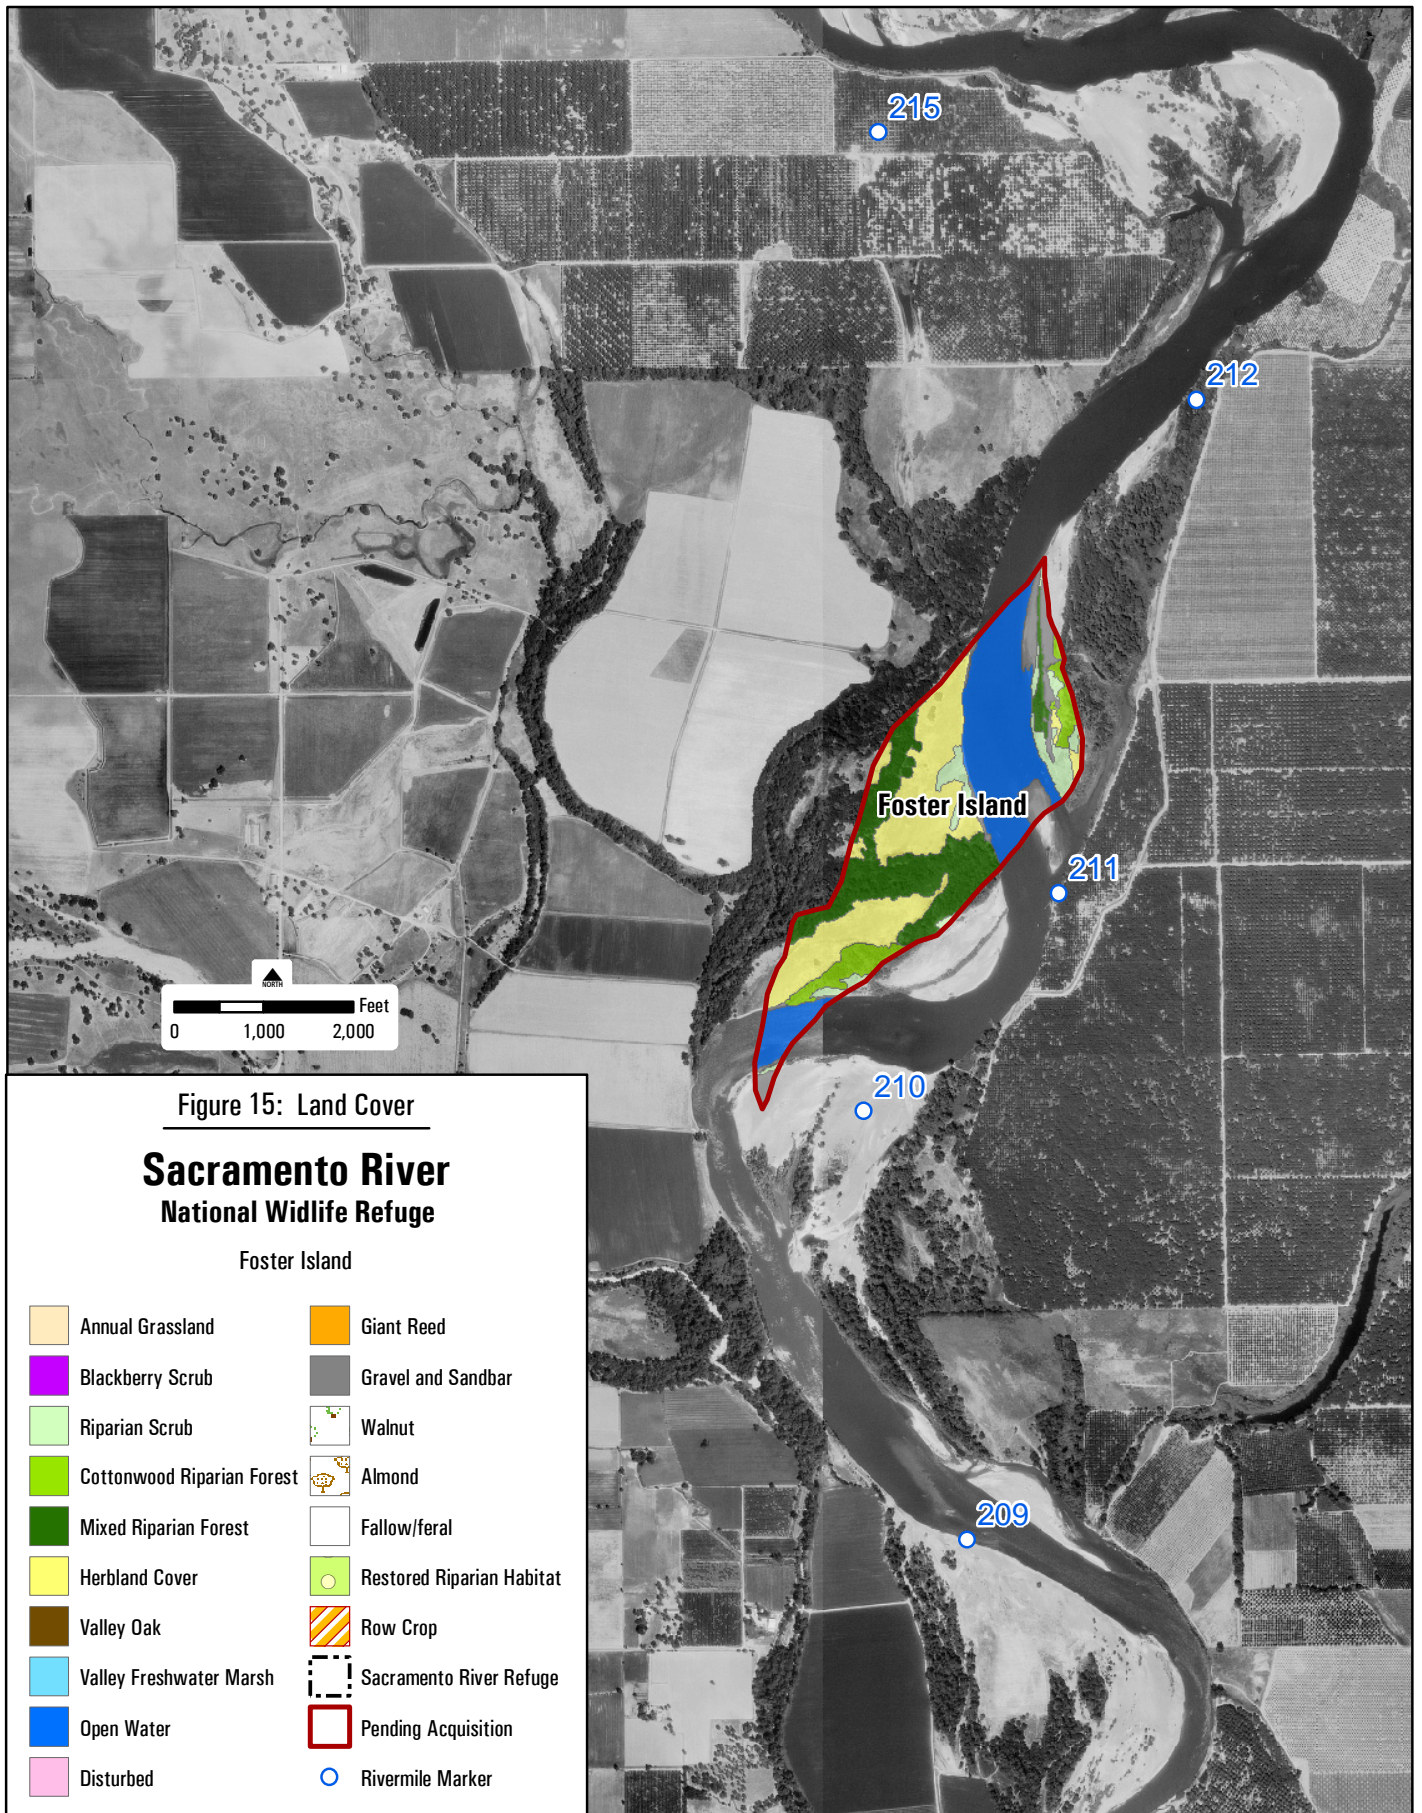 215
212
Foster Island
211
NORTH
Feet
0 1,000 2,000
210
209
Figure 15: Land Cover
Sacramento River
National Widlife Refuge
Foster Island
Annual Grassland
Blackberry Scrub
Riparian Scrub
Cottonwood Riparian Forest
Mixed Riparian Forest
Herbland Cover
Valley Oak
Valley Freshwater Marsh
Open Water
Disturbed
Giant Reed
Gravel and Sandbar
Walnut
Almond
Fallow/feral
Restored Riparian Habitat
Row Crop
Sacramento River Refuge
Pending Acquisition
Rivermile Marker